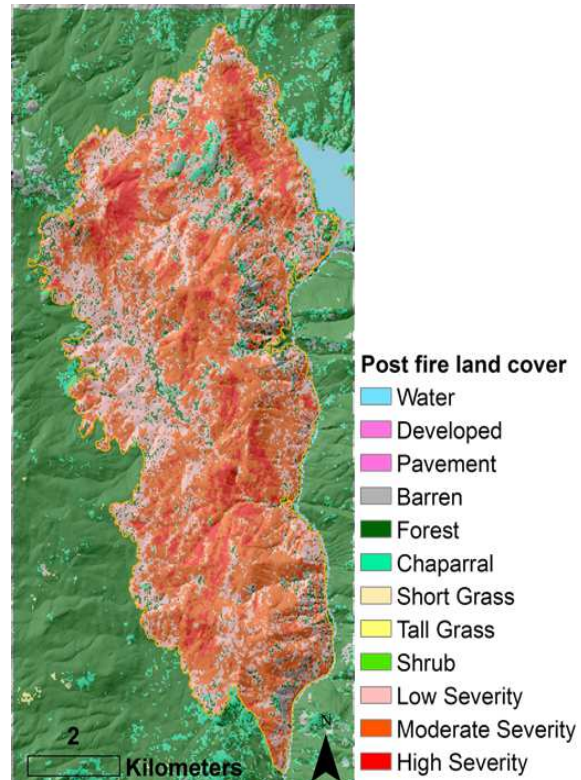 Post fire land cover
Water
Developed
Pavement
Barren
Forest
Chaparral
Short Grass
Tall Grass
Shrub
Low Severity
Moderate Severity
High Severity
2
N
Kilometers